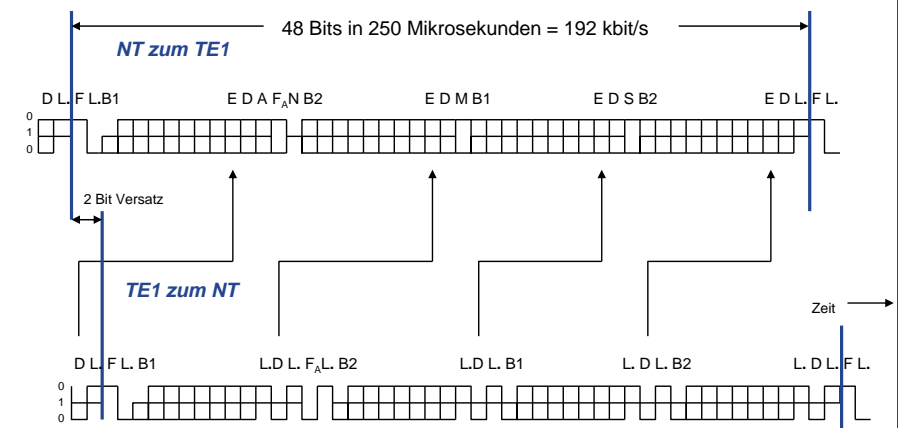 48 Bits in 250 Mikrosekunden = 192 kbit/s
NT zum TE1
D L. F L.B1 E D A FAN B2 E D M B1 E D S B2 E D L. F L.
0
1
0
2 Bit Versatz
TE1 zum NT
Zeit
D L. F L. B1 L.D L. FAL. B2 L.D L. B1 L. D L. B2 L. D L. F L.
0
1
0